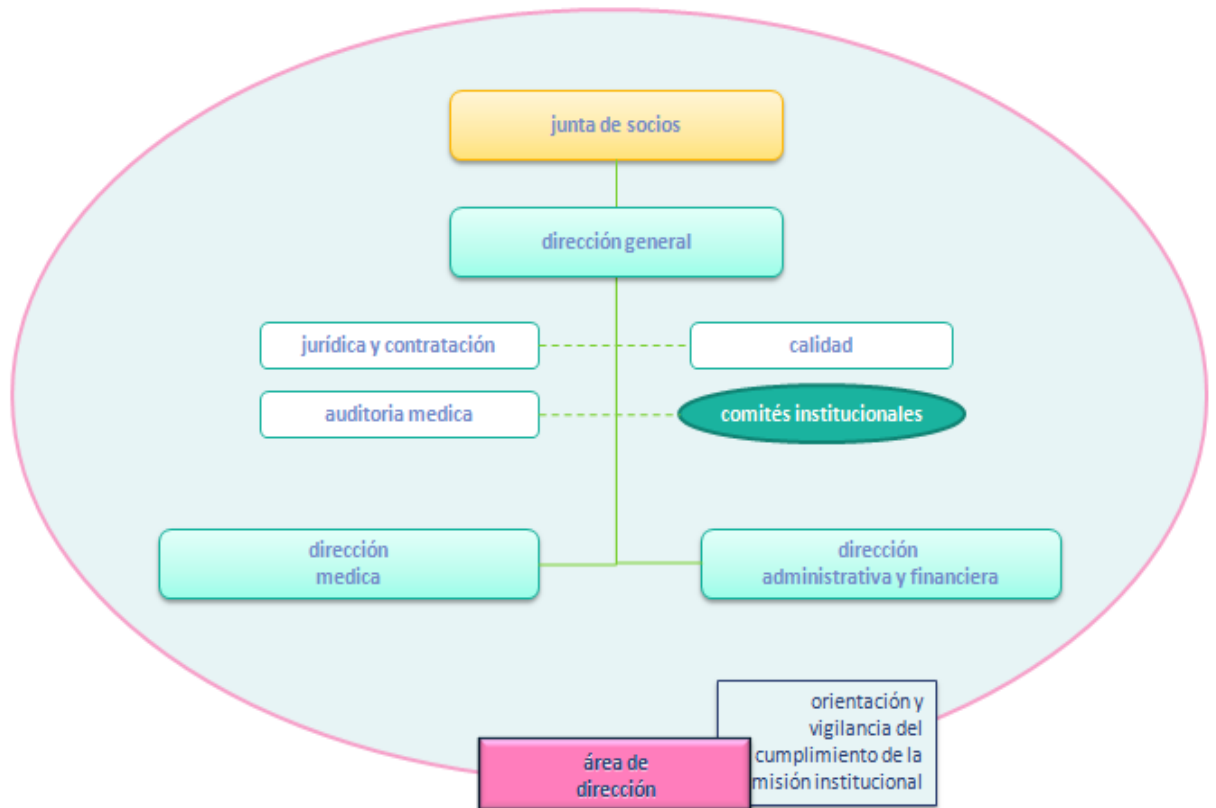 junta de socios
dirección general
jurídica y contratación
calidad
auditoria medica
comités institucionales
dirección
medica
dirección
administrativa y financiera
orientación y
vigilancia del
cumplimiento de la
misión institucional
área de
dirección